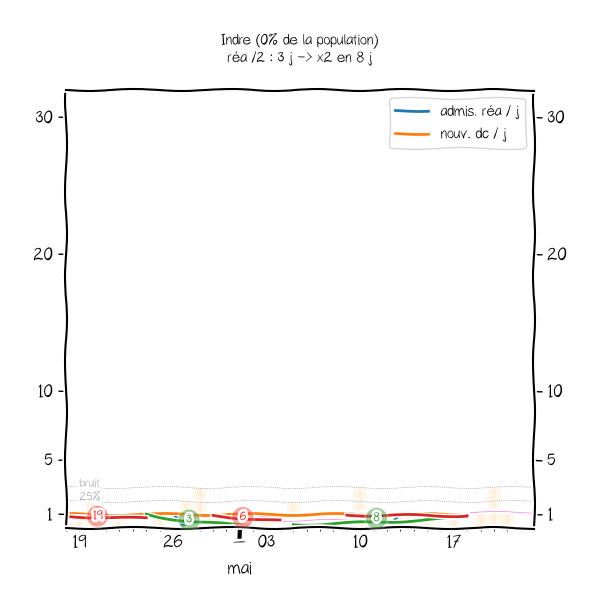 Indre (0% de la population)
réa /2 : 3 j -> x2 en 8 j
admis. réa / j
nouv. dc / j
30 30
20 20
10 10
5 5
bruit
25%
1 19 3 6 8 1
19 26 1 03 10 17
mai